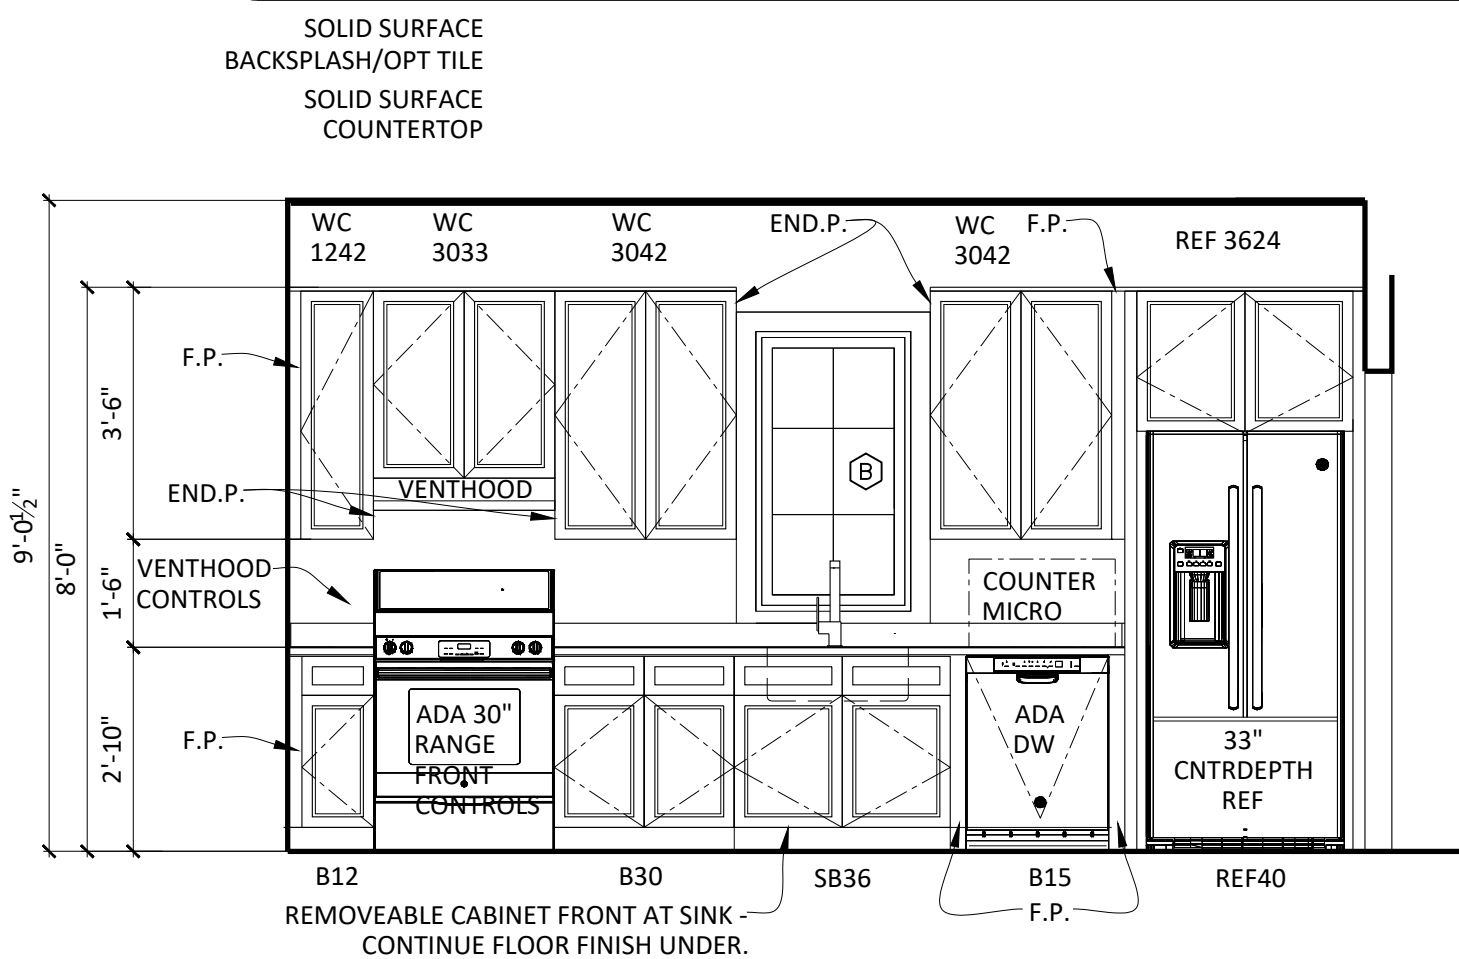 SOLID SURFACE
BACKSPLASH/OPT TILE
SOLID SURFACE
COUNTERTOP
WC
1242
WC
3033
WC
3042
END.P.
WC
3042
F.P.
REF 3624
F.P.
3'-6"
END.P.
VENTHOOD
B
9'-0½"
8'-0"
1'-6"
VENTHOOD
CONTROLS
COUNTER
MICRO
2'-10"
F.P.
ADA 30"
RANGE
FRONT
CONTROLS
ADA
DW
33"
CNTRDEPTH
REF
B12
B30
SB36
B15
REF40
F.P.
REMOVEABLE CABINET FRONT AT SINK -
CONTINUE FLOOR FINISH UNDER.